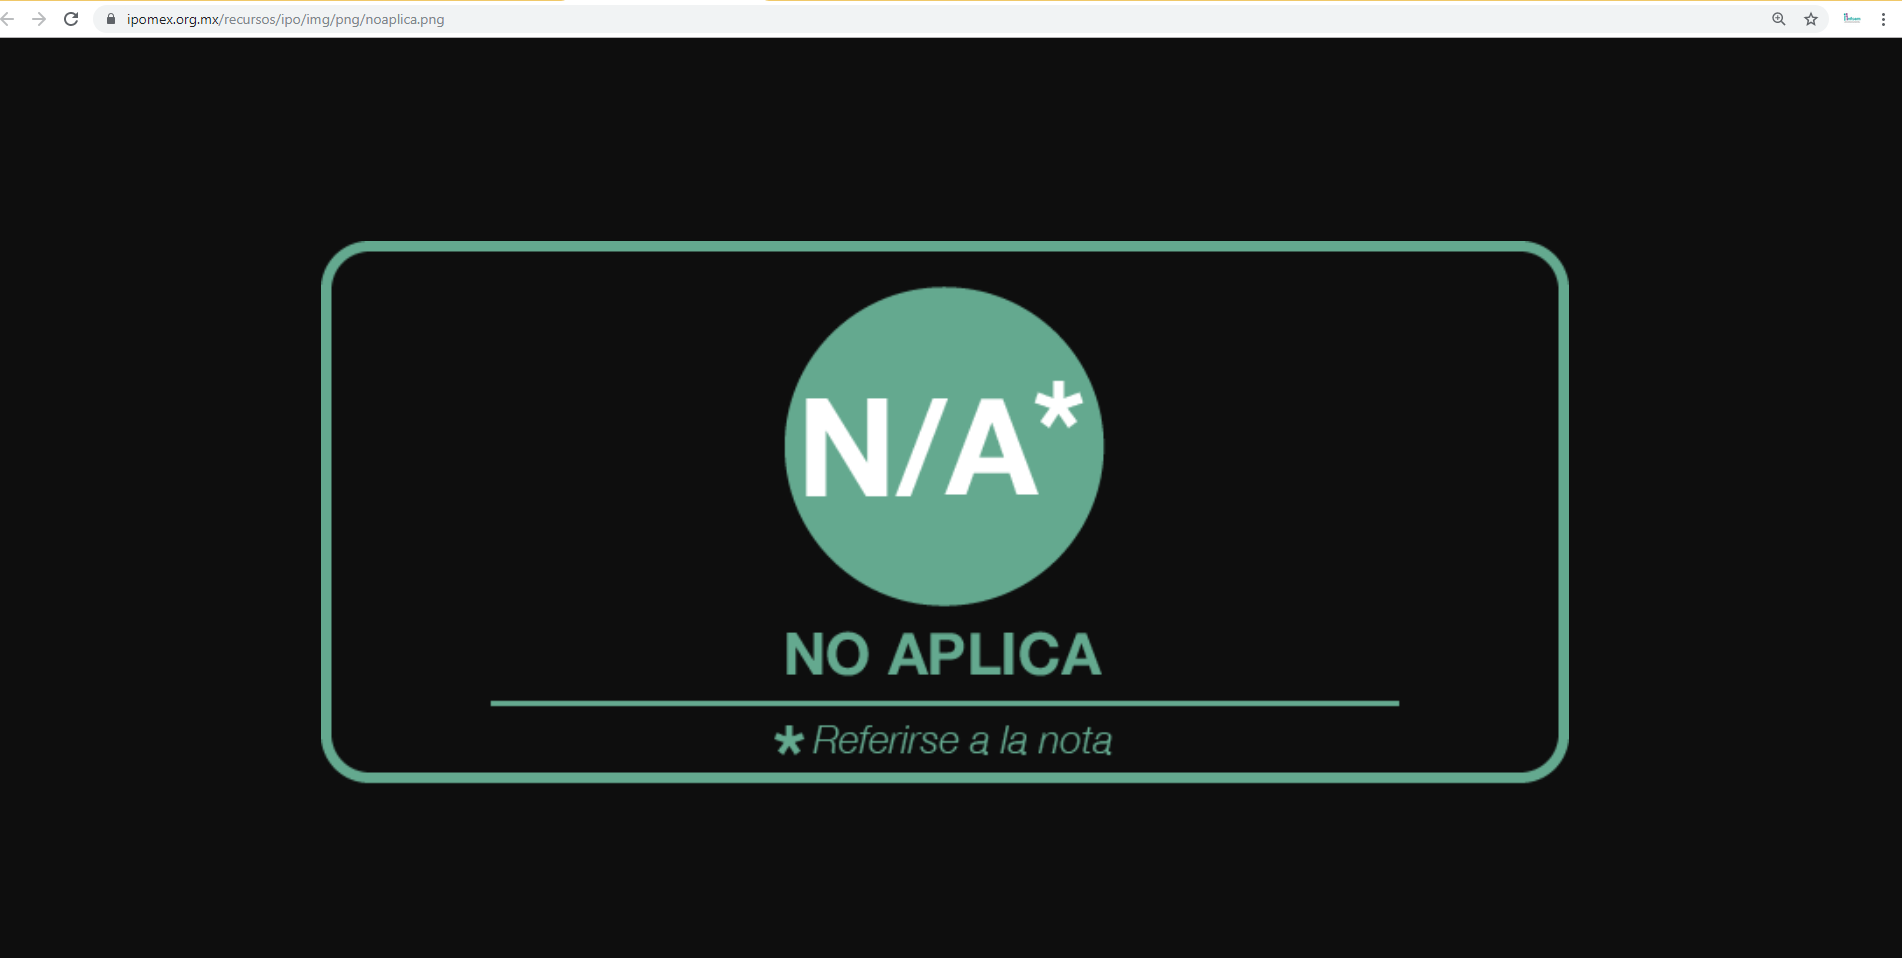 ipomex.org.mx/recursos/ipo/img/png/noaplica.png
N/A*
NO APLICA
* Referirse a la nota